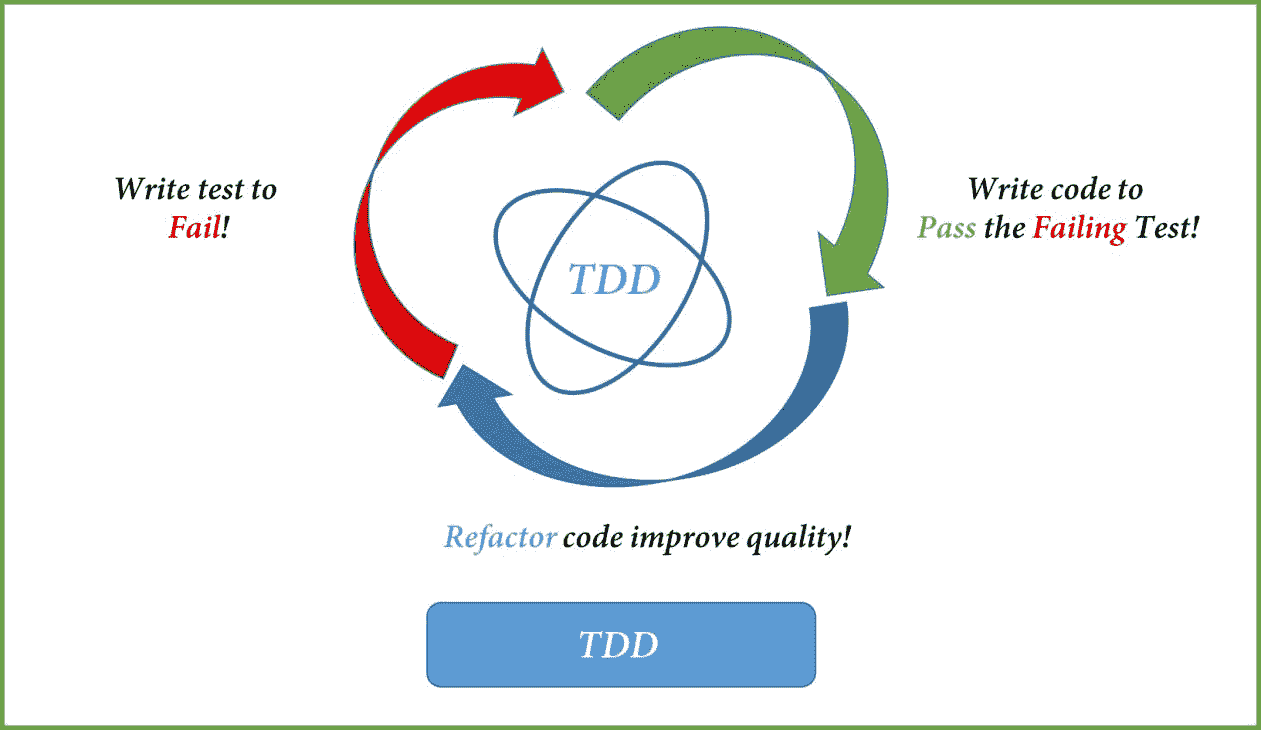 Write test to
Fail!
Write code to
Pass the Failing Test!
TDD
Refactor code improve quality!
TDD